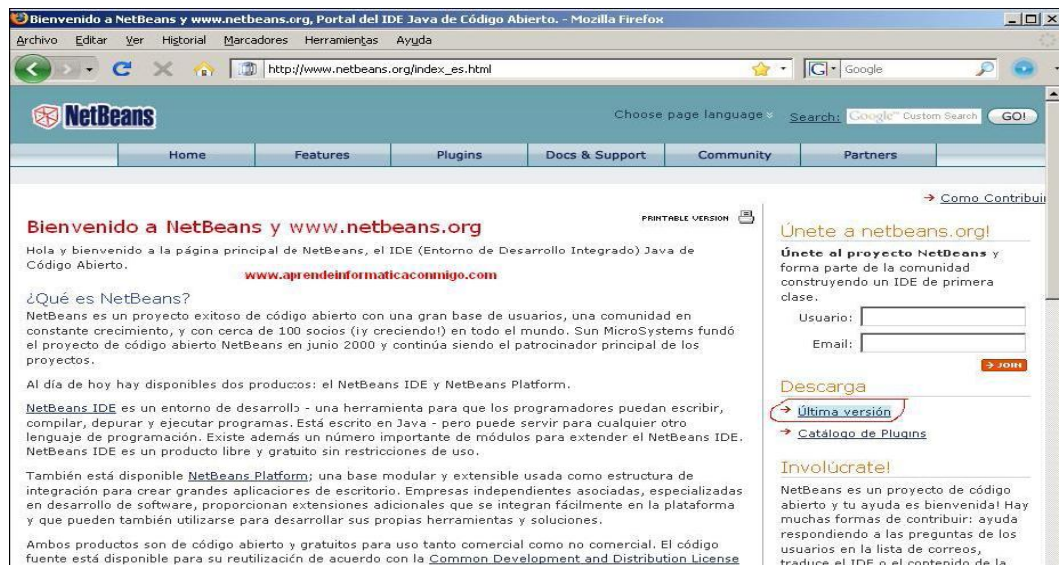 Bienvenido a NetBeans y www.netbeans.org, Portal del IDE Java de Código Abierto. - Mozilla Firefox
Archivo Editar Ver Historial Marcadores Herramientas Ayuda
http://www.netbeans.org/index_es.html
Google
NetBeans
Choose page language
Search: Google™ Custom Search GO!
Home Features Plugins Docs & Support Community Partners
Como Contribui
Bienvenido a NetBeans y www.netbeans.org
PRINTABLE VERSION
Hola y bienvenido a la página principal de NetBeans, el IDE (Entorno de Desarrollo Integrado) Java de
Código Abierto.
www.aprendeinformaticaconmigo.com
¿Qué es NetBeans?
NetBeans es un proyecto exitoso de código abierto con una gran base de usuarios, una comunidad en
constante crecimiento, y con cerca de 100 socios (¡y creciendo!) en todo el mundo. Sun MicroSystems fundó
el proyecto de código abierto NetBeans en junio 2000 y continúa siendo el patrocinador principal de los
proyectos.
Al día de hoy hay disponibles dos productos: el NetBeans IDE y NetBeans Platform.
NetBeans IDE es un entorno de desarrollo - una herramienta para que los programadores puedan escribir,
compilar, depurar y ejecutar programas. Está escrito en Java - pero puede servir para cualquier otro
lenguaje de programación. Existe además un número importante de módulos para extender el NetBeans IDE.
NetBeans IDE es un producto libre y gratuito sin restricciones de uso.
También está disponible NetBeans Platform; una base modular y extensible usada como estructura de
integración para crear grandes aplicaciones de escritorio. Empresas independientes asociadas, especializadas
en desarrollo de software, proporcionan extensiones adicionales que se integran fácilmente en la plataforma
y que pueden también utilizarse para desarrollar sus propias herramientas y soluciones.
Ambos productos son de código abierto y gratuitos para uso tanto comercial como no comercial. El código
fuente está disponible para su reutilización de acuerdo con la Common Development and Distribution License
Únete a netbeans.org!
Únete al proyecto NetBeans y
forma parte de la comunidad
construyendo un IDE de primera
clase.
Usuario:
Email:
JOIN
Descarga
Última versión
Catálogo de Plugins
Involúcrate!
NetBeans es un proyecto de código
abierto y tu ayuda es bienvenida! Hay
muchas formas de contribuir: ayuda
respondiendo a las preguntas de los
usuarios en la lista de correos,
traduce el IDE o el contenido de la